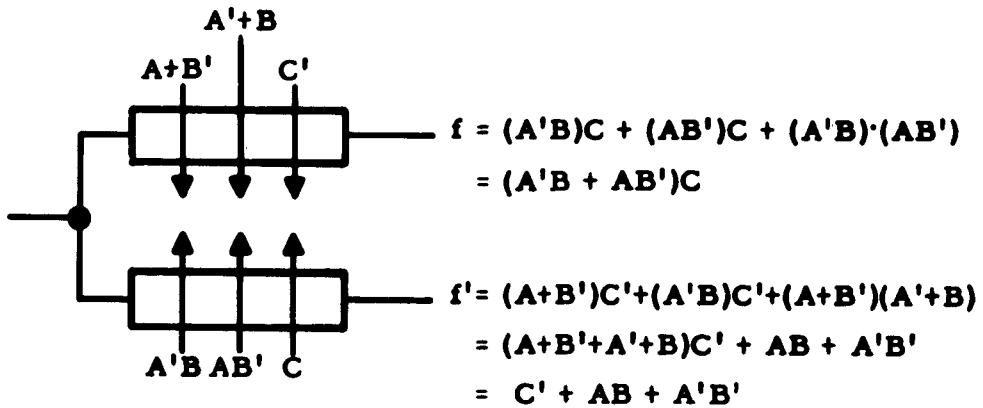 A'+B
A+B'
C'
f = (A'B)C + (AB')C + (A'B)·(AB')
= (A'B + AB')C
f'= (A+B')C'+(A'B)C'+(A+B')(A'+B)
= (A+B'+A'+B)C' + AB + A'B'
= C' + AB + A'B'
A'B AB' C